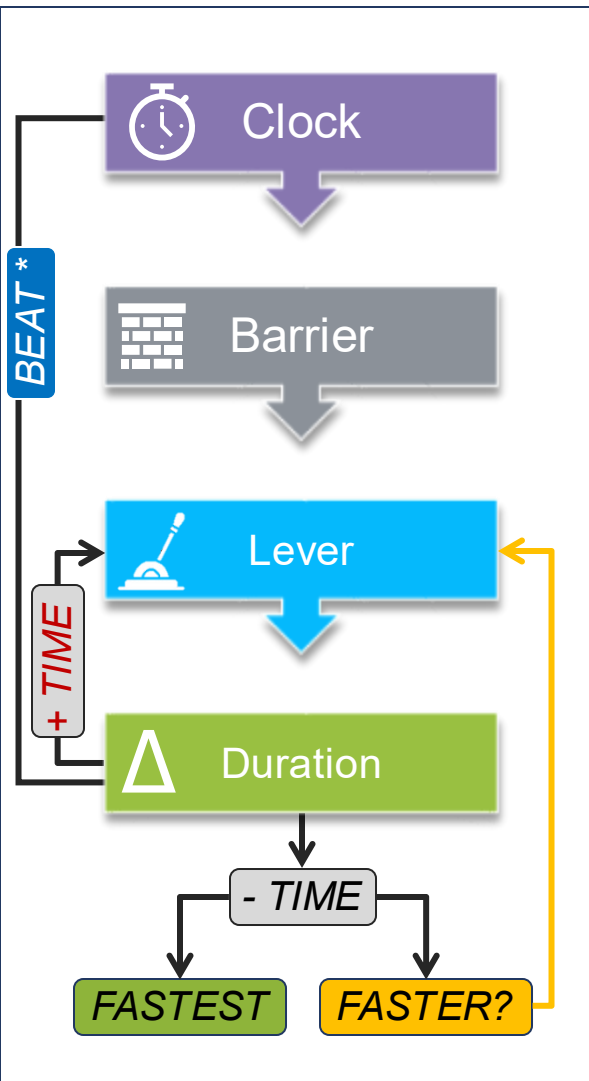 Clock
BEAT *
Barrier
Lever
+ TIME
Δ
Duration
- TIME
FASTEST
FASTER?